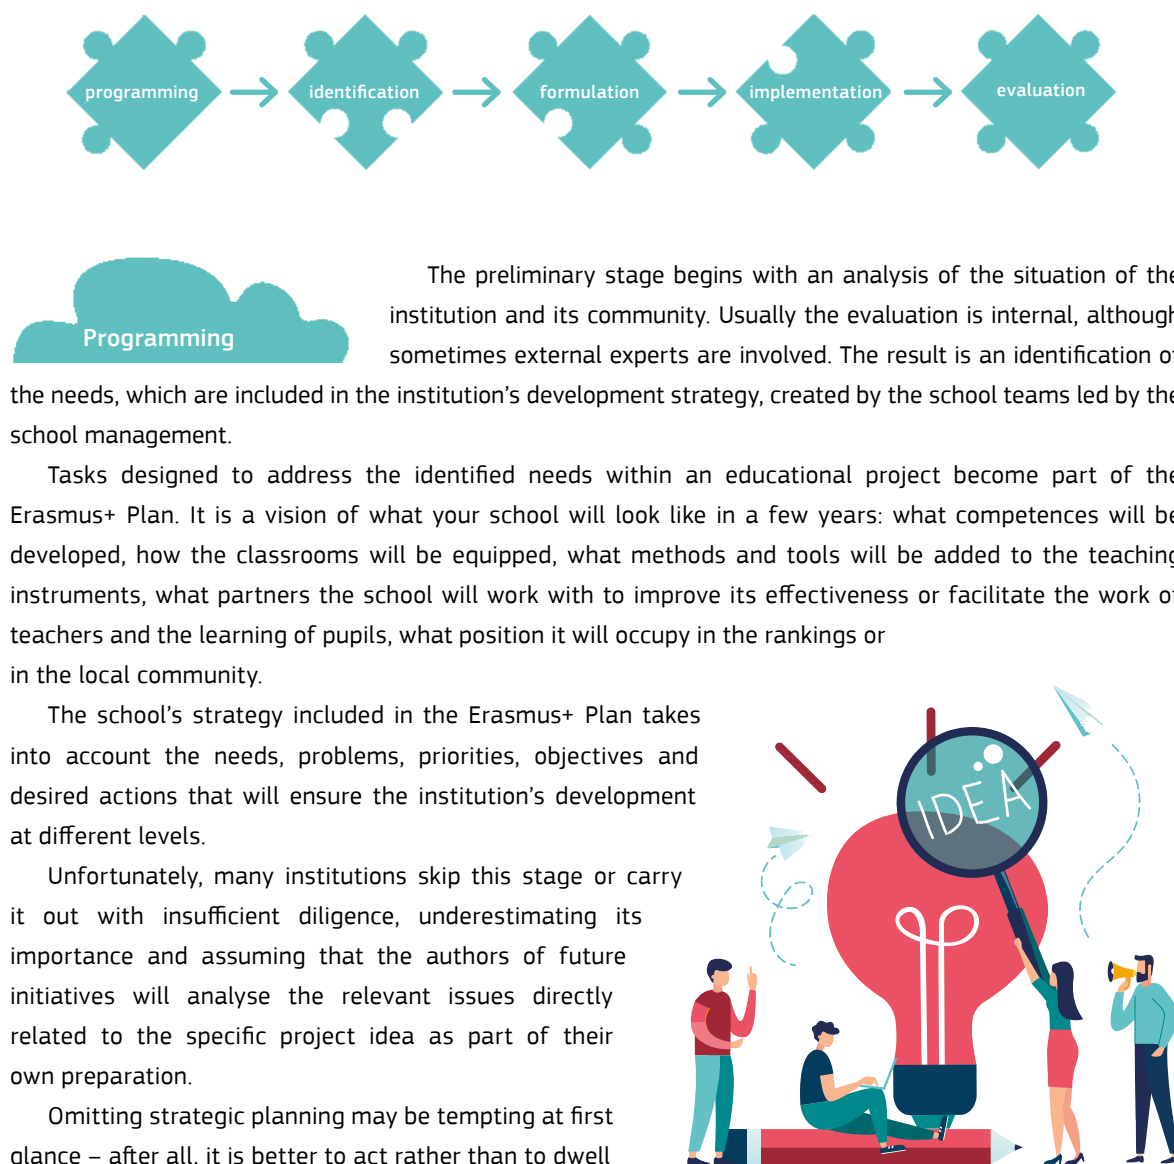 programming
identification
formulation
implementation
evaluation
Programming
The preliminary stage begins with an analysis of the situation of the
institution and its community. Usually the evaluation is internal, although
sometimes external experts are involved. The result is an identification of
the needs, which are included in the institution's development strategy, created by the school teams led by the
school management.
Tasks designed to address the identified needs within an educational project become part of the
Erasmus+ Plan. It is a vision of what your school will look like in a few years: what competences will be
developed, how the classrooms will be equipped, what methods and tools will be added to the teaching
instruments, what partners the school will work with to improve its effectiveness or facilitate the work of
teachers and the learning of pupils, what position it will occupy in the rankings or
in the local community.
The school's strategy included in the Erasmus+ Plan takes
into account the needs, problems, priorities, objectives and
desired actions that will ensure the institution's development
at different levels.
Unfortunately, many institutions skip this stage or carry
it out with insufficient diligence, underestimating its
importance and assuming that the authors of future
initiatives will analyse the relevant issues directly
related to the specific project idea as part of their
own preparation.
Omitting strategic planning may be tempting at first
glance – after all, it is better to act rather than to dwell
IDEA